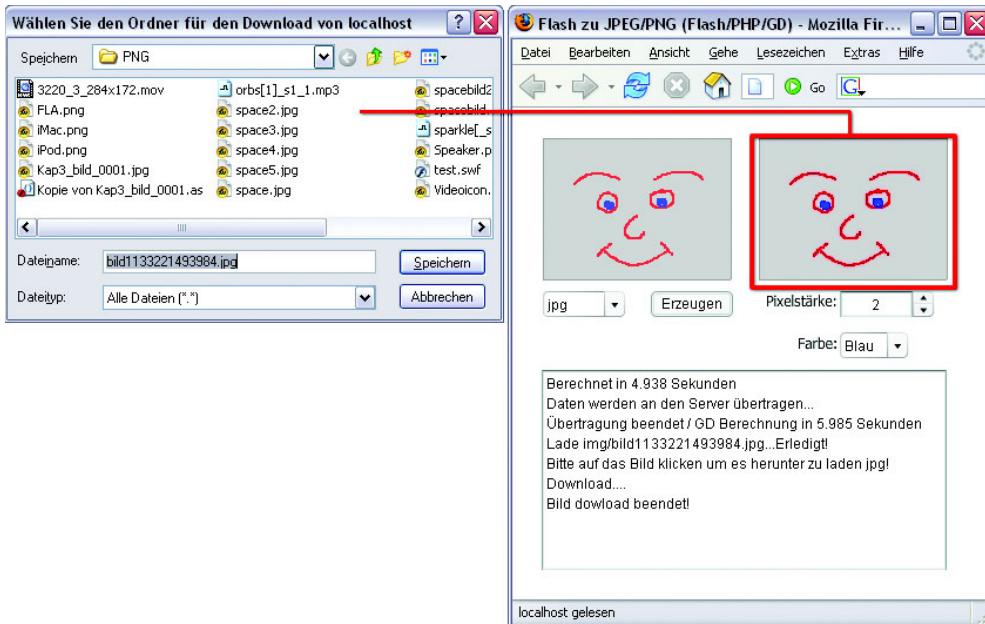 Wählen Sie den Ordner für den Download von localhost
Speichern PNG
3220_3_284x172.mov
FLA.png
iMac.png
iPod.png
Kap3_bild_0001.jpg
Kopie von Kap3_bild_0001.as
orbs[1]_s1_1.mp3
space2.jpg
space3.jpg
space4.jpg
space5.jpg
space.jpg
spacebild2
spacebild.
sparkle[_s
Speaker.p
test.swf
Videoicon.
Dateiname: bild1133221493984.jpg Speichern
Dateityp: Alle Dateien (*.*) Abbrechen
Flash zu JPEG/PNG (Flash/PHP/GD) - Mozilla Fir...
Datei Bearbeiten Ansicht Gehe Lesezeichen Extras Hilfe
Go G
jpg Erzeugen Pixelstärke: 2
Farbe: Blau
Berechnet in 4.938 Sekunden
Daten werden an den Server übertragen...
Übertragung beendet / GD Berechnung in 5.985 Sekunden
Lade img/bild1133221493984.jpg...Erledigt!
Bitte auf das Bild klicken um es herunter zu laden jpg!
Download....
Bild dowload beendet!
localhost gelesen